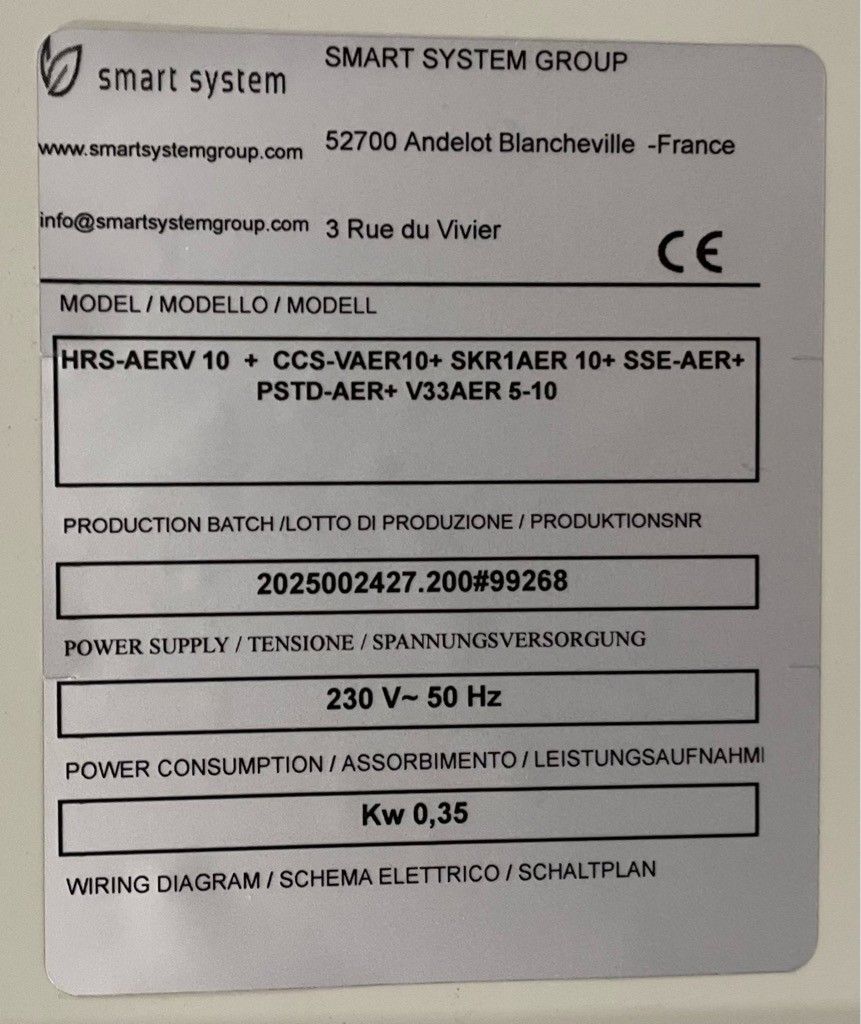 smart system
SMART SYSTEM GROUP
www.smartsystemgroup.com
52700 Andelot Blancheville -France
info@smartsystemgroup.com
3 Rue du Vivier
CE
MODEL / MODELLO / MODELL
HRS-AERV 10 + CCS-VAER10+ SKR1AER 10+ SSE-AER+
PSTD-AER+ V33AER 5-10
PRODUCTION BATCH /LOTTO DI PRODUZIONE / PRODUKTIONSNR
2025002427.200#99268
POWER SUPPLY / TENSIONE / SPANNUNGSVERSORGUNG
230 V~ 50 Hz
POWER CONSUMPTION / ASSORBIMENTO / LEISTUNGSAUFNAHM
Kw 0,35
WIRING DIAGRAM / SCHEMA ELETTRICO / SCHALTPLAN